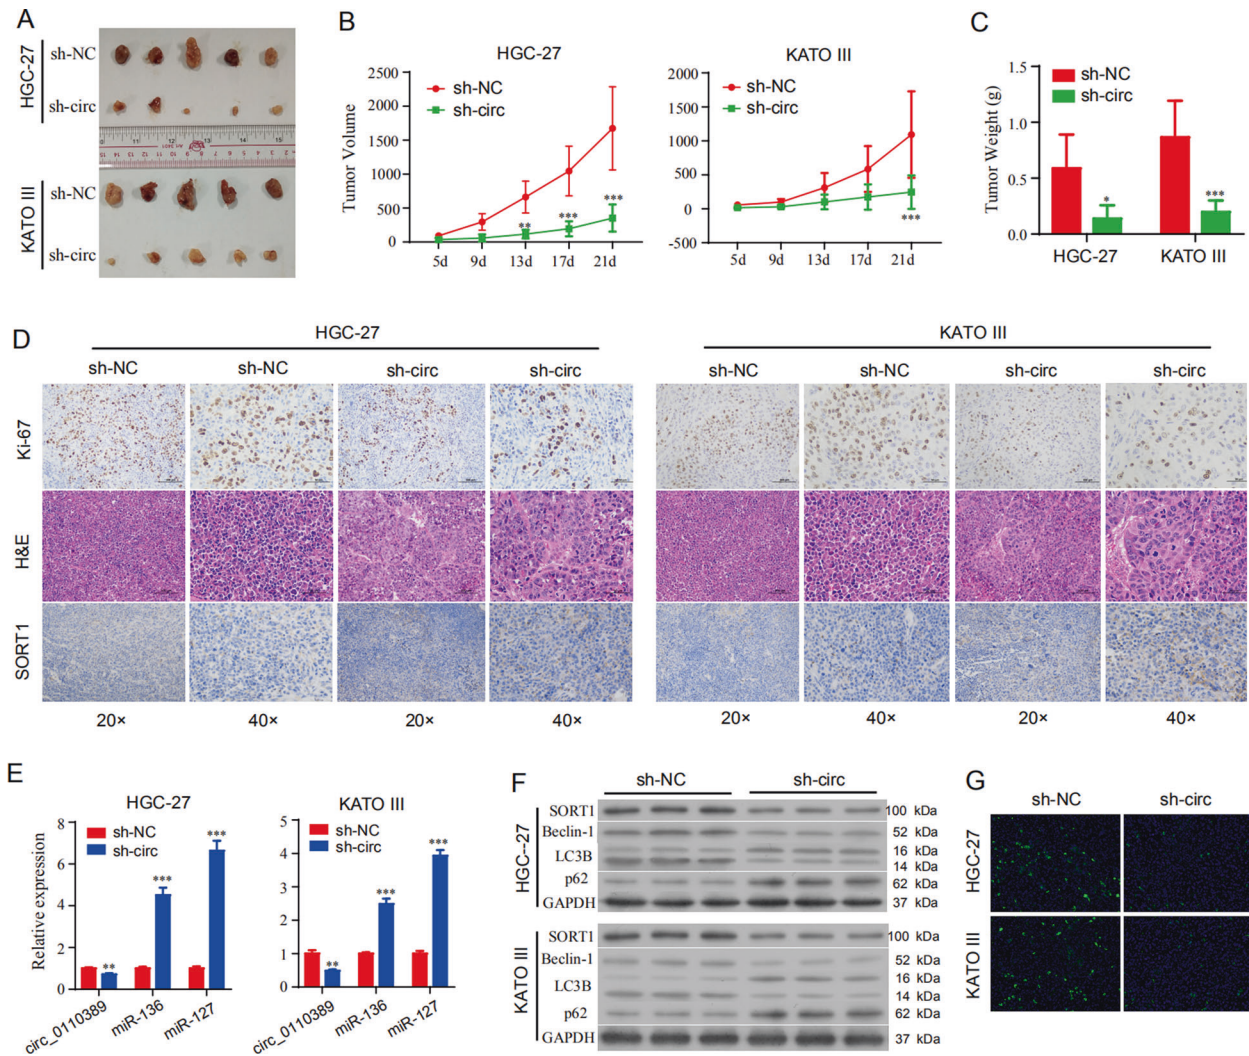 A
HGC-27
sh-NC
sh-circ
KATO III
sh-NC
sh-circ
B
HGC-27
Tumor Volume
2500
2000
1500
1000
500
0
sh-NC
sh-circ
**
***
***
5d 9d 13d 17d 21d
KATO III
2000
1500
1000
500
0
-500
sh-NC
sh-circ
***
5d 9d 13d 17d 21d
C
Tumor Weight (g)
1.5
1.0
0.5
0.0
sh-NC
sh-circ
*
***
HGC-27 KATO III
D
HGC-27 KATO III
sh-NC sh-NC sh-circ sh-circ sh-NC sh-NC sh-circ sh-circ
Ki-67
H&E
SORT1
20× 40× 20× 40× 20× 40× 20× 40×
E
HGC-27
Relative expression
8
6
4
2
0
sh-NC
sh-circ
**
***
***
circ_0110389 miR-136 miR-127
KATO III
5
4
3
2
1
0
sh-NC
sh-circ
**
***
***
circ_0110389 miR-136 miR-127
F
sh-NC sh-circ
HGC--27
SORT1 100 kDa
Beclin-1 52 kDa
LC3B 16 kDa
14 kDa
p62 62 kDa
GAPDH 37 kDa
KATO III
SORT1 100 kDa
Beclin-1 52 kDa
LC3B 16 kDa
14 kDa
p62 62 kDa
GAPDH 37 kDa
G
sh-NC sh-circ
HGC-27
KATO III